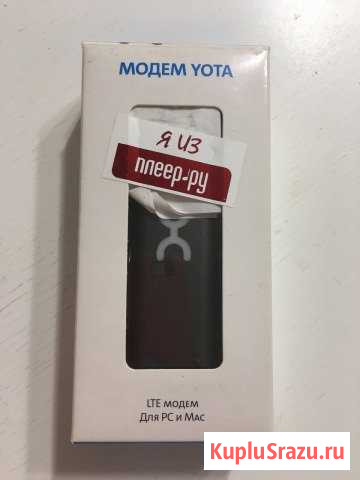 МОДЕМ YOTA
Я ИЗ
плеер.ру
LTE МОДЕМ
Для PC и Mac
KupluSrazu.ru